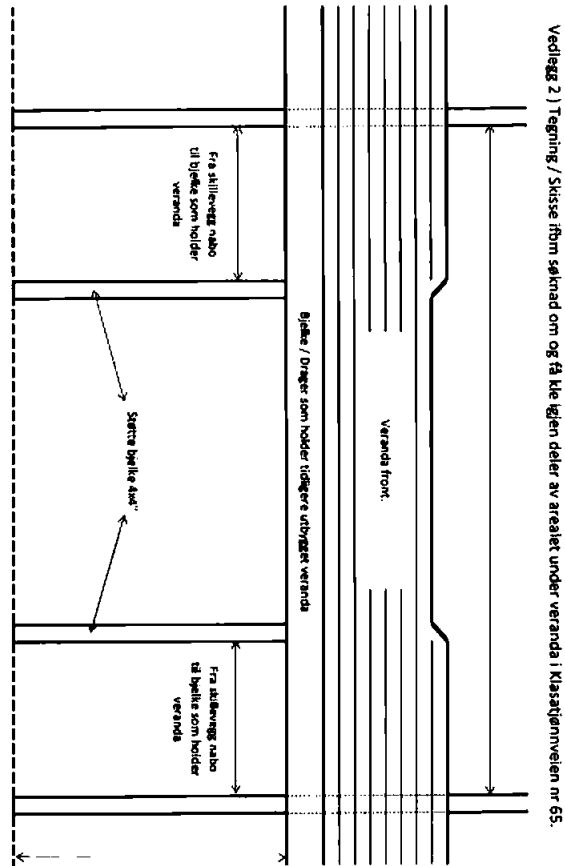 Vedlegg 2 ) Tegning / Skisse ifbm søknad om og få kle igjen deler av arealet under veranda i Klasatjønnveien nr 65.
Veranda front.
Bjelke / Drager som holder tidligere utbygget veranda
Fra skillevegg nabo
til bjelke som holder
veranda
Støtte bjelke 4x4"
Fra skillevegg nabo
til bjelke som holder
veranda